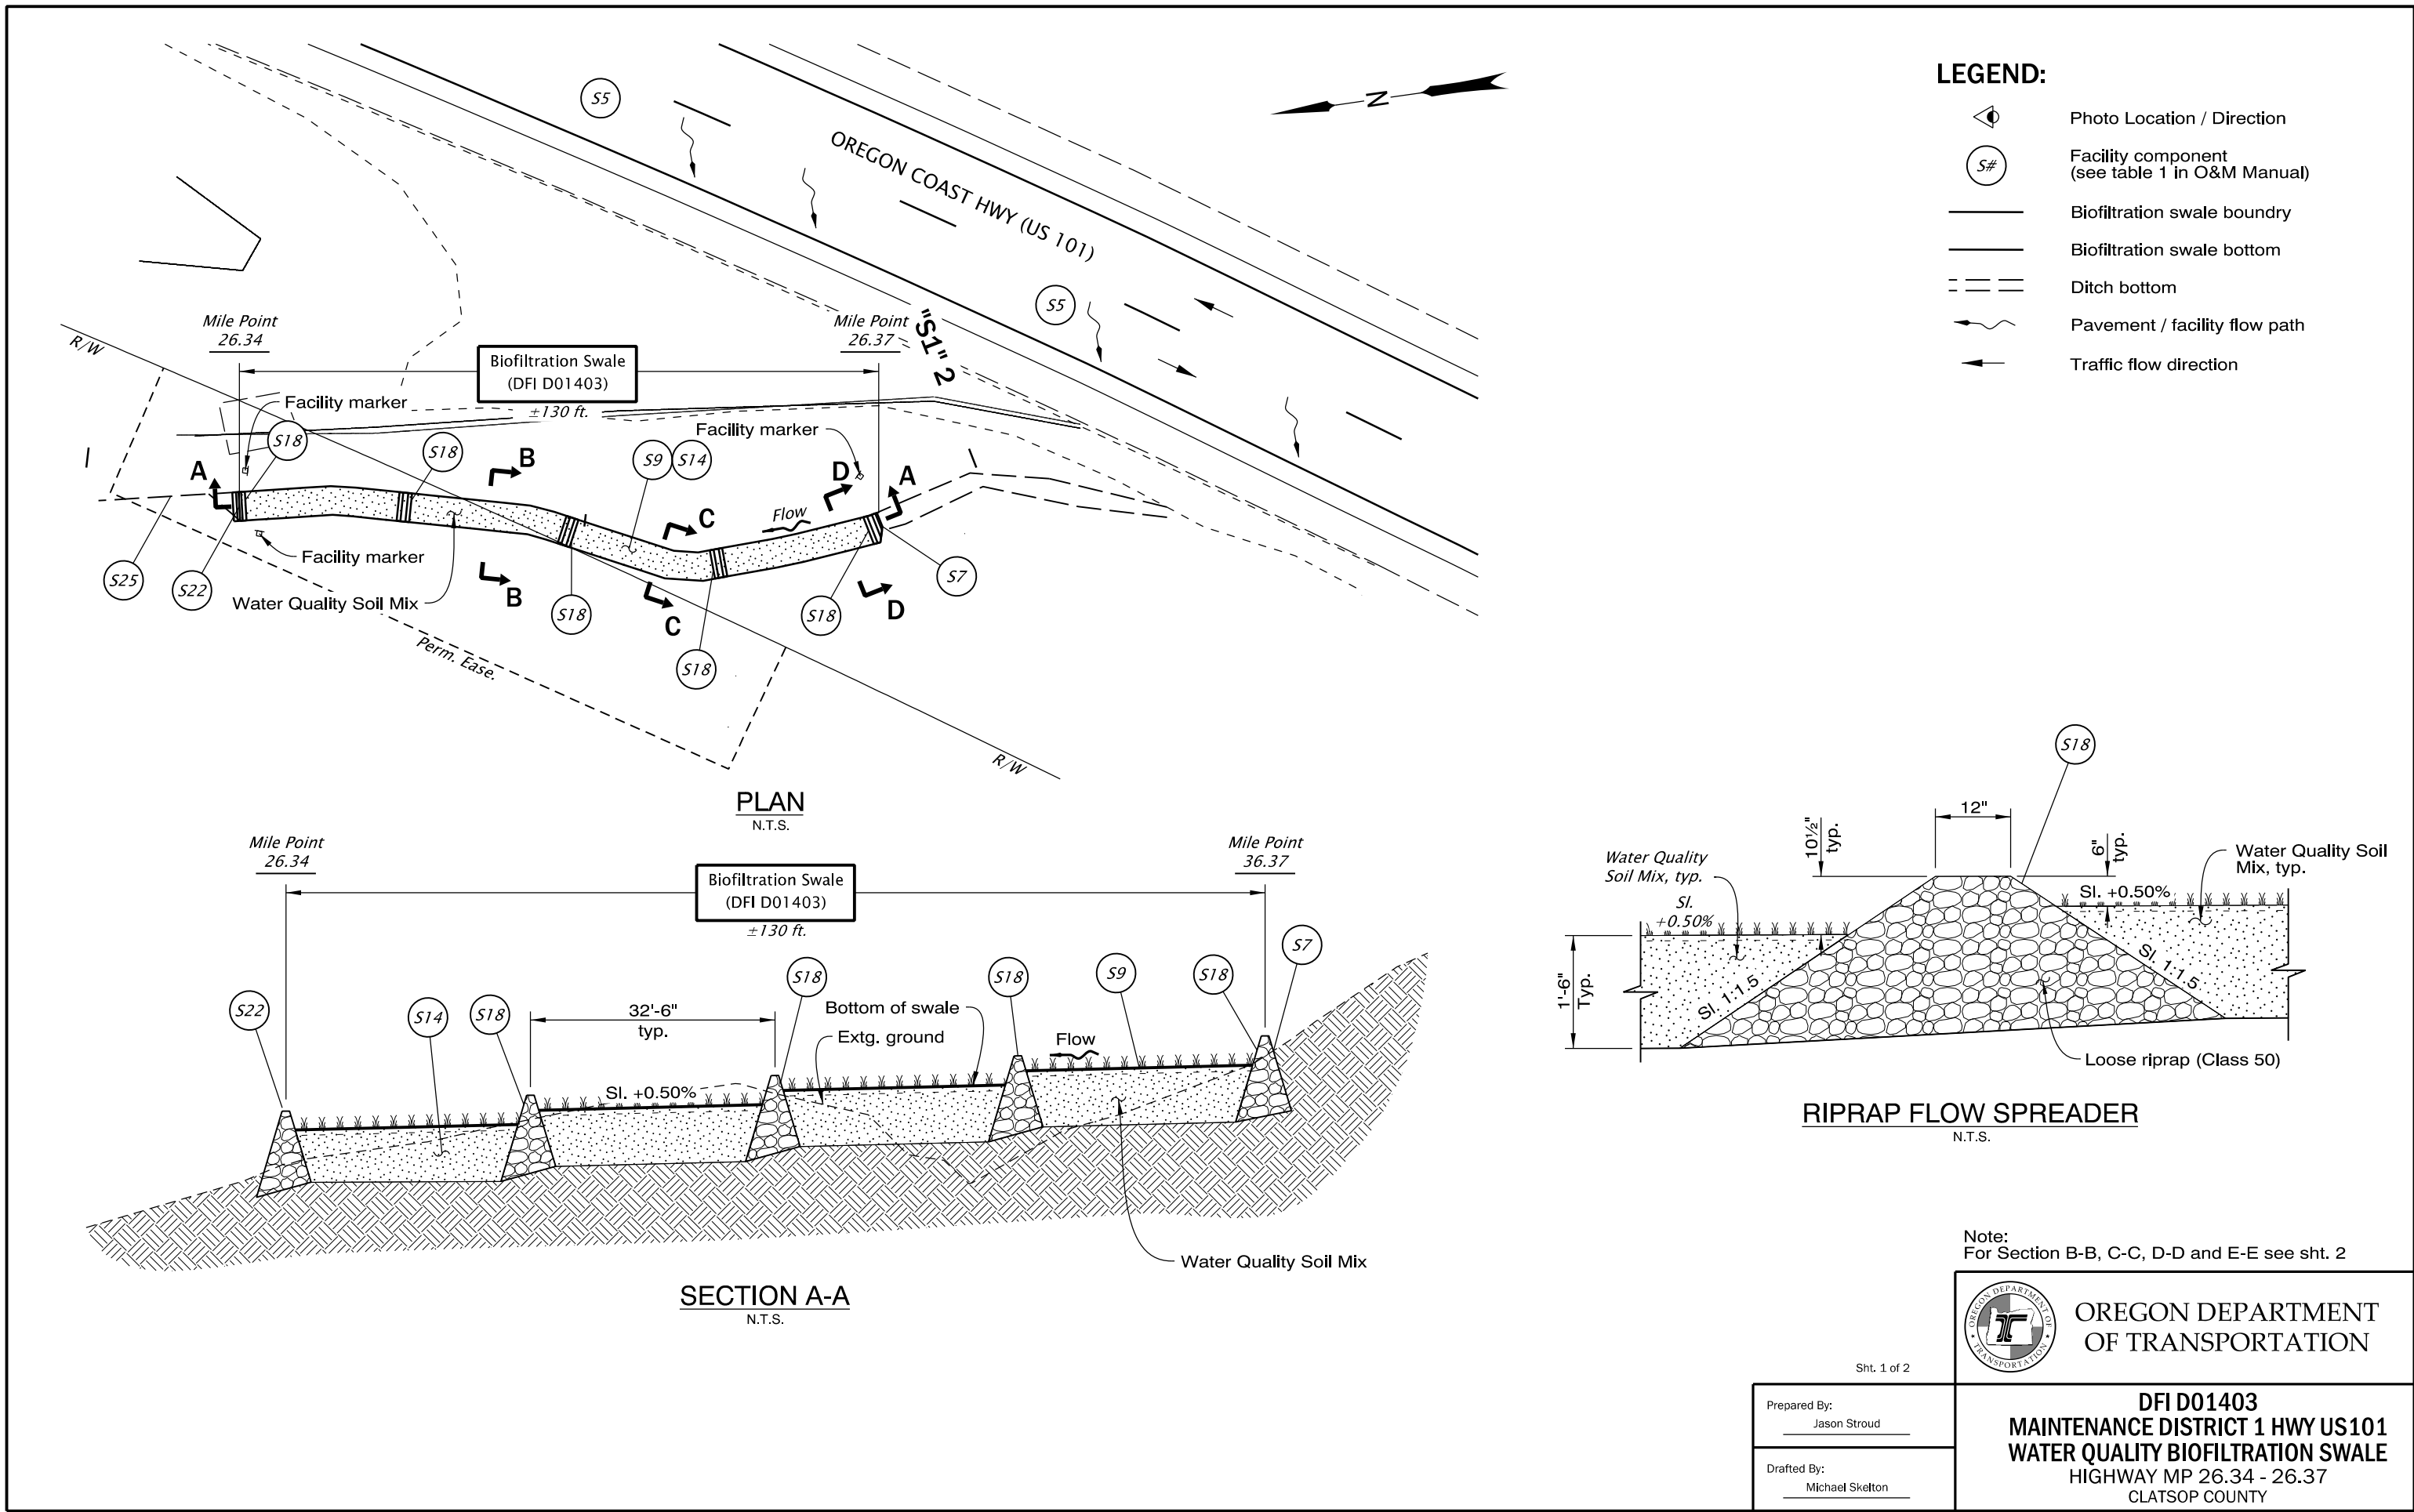 LEGEND:
Photo Location / Direction
S#
Facility component
(see table 1 in O&M Manual)
Biofiltration swale boundry
Biofiltration swale bottom
Ditch bottom
Pavement / facility flow path
Traffic flow direction
N
S5
OREGON COAST HWY (US 101)
S5
"S1" 2
R/W
Mile Point
26.34
Biofiltration Swale
(DFI D01403)
±130 ft.
Mile Point
26.37
Facility marker
Facility marker
S18
S18
S9
S14
A
B
C
D
A
Flow
Facility marker
S25
S22
Water Quality Soil Mix
B
S18
C
S18
S18
D
S7
Perm. Ease.
R/W
PLAN
N.T.S.
Mile Point
26.34
Biofiltration Swale
(DFI D01403)
±130 ft.
Mile Point
36.37
S22
S14
S18
32'-6"
typ.
S18
Bottom of swale
Extg. ground
S18
Flow
S9
S18
S7
Sl. +0.50%
Water Quality Soil Mix
SECTION A-A
N.T.S.
S18
12"
10½"
typ.
6"
typ.
Water Quality
Soil Mix, typ.
Sl.
+0.50%
Water Quality Soil
Mix, typ.
Sl. +0.50%
1'-6"
Typ.
Sl. 1:1.5
Sl. 1:1.5
Loose riprap (Class 50)
RIPRAP FLOW SPREADER
N.T.S.
Note:
For Section B-B, C-C, D-D and E-E see sht. 2
OREGON DEPARTMENT OF TRANSPORTATION
OREGON DEPARTMENT
OF TRANSPORTATION
Sht. 1 of 2
Prepared By:
Jason Stroud
Drafted By:
Michael Skelton
DFI D01403
MAINTENANCE DISTRICT 1 HWY US101
WATER QUALITY BIOFILTRATION SWALE
HIGHWAY MP 26.34 - 26.37
CLATSOP COUNTY